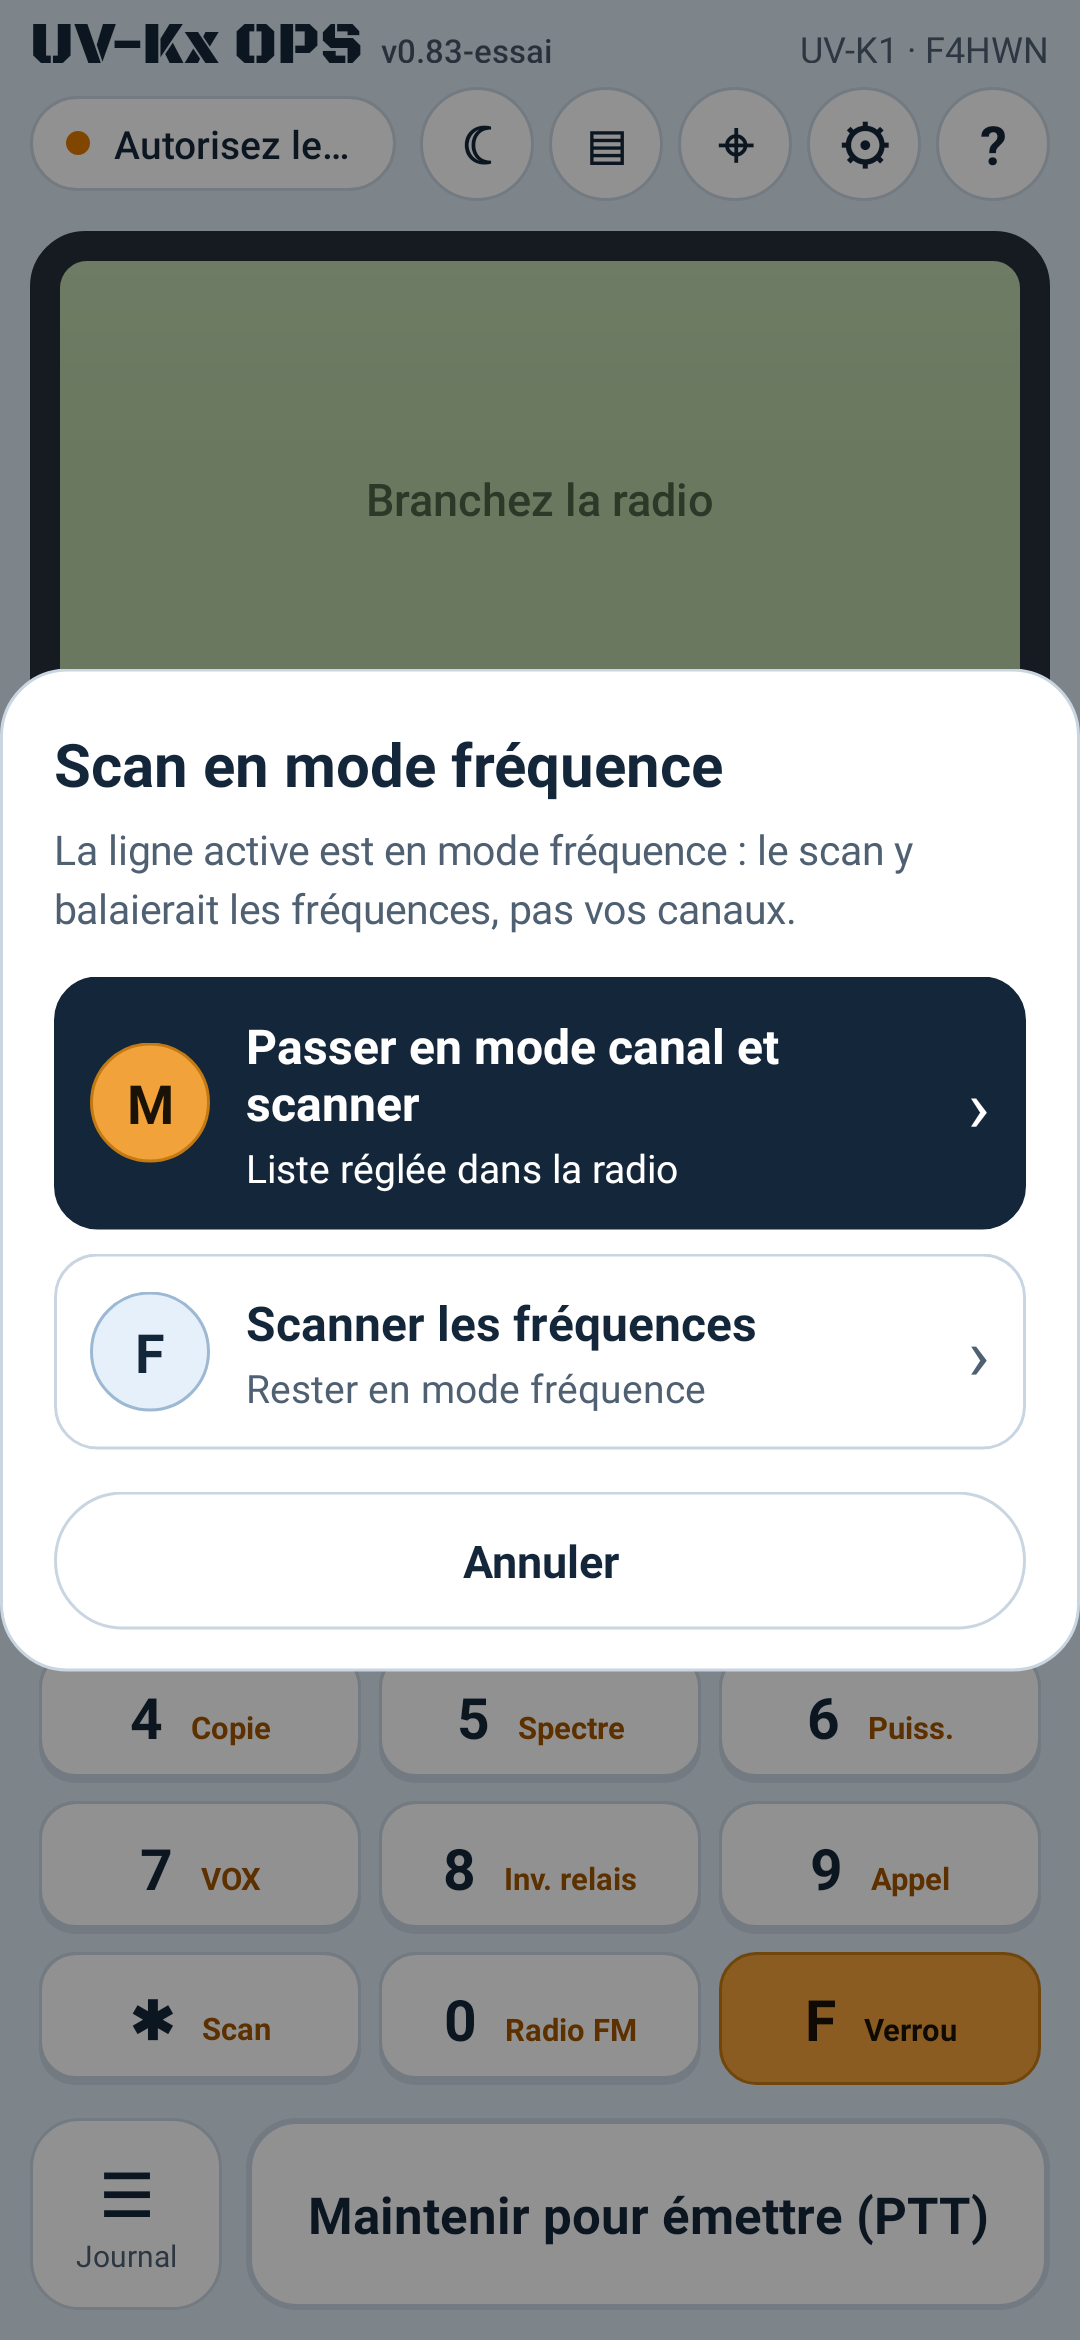 UV-Kx OPS v0.83-essai UV-K1 · F4HWN
Autorisez le... ☾ ▤ ⌖ ⚙ ?
Branchez la radio
Scan en mode fréquence
La ligne active est en mode fréquence : le scan y
balaierait les fréquences, pas vos canaux.
M
Passer en mode canal et
scanner
Liste réglée dans la radio
›
F
Scanner les fréquences
Rester en mode fréquence
›
Annuler
4 Copie 5 Spectre 6 Puiss.
7 VOX 8 Inv. relais 9 Appel
✱ Scan 0 Radio FM F Verrou
☰ Journal
Maintenir pour émettre (PTT)